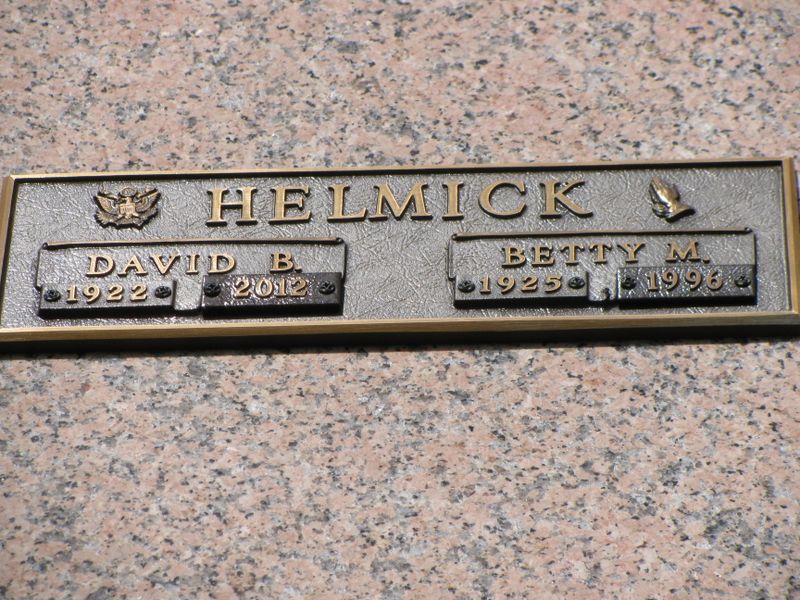 HELMICK
DAVID B.
1922 2012
BETTY M.
1925 1996